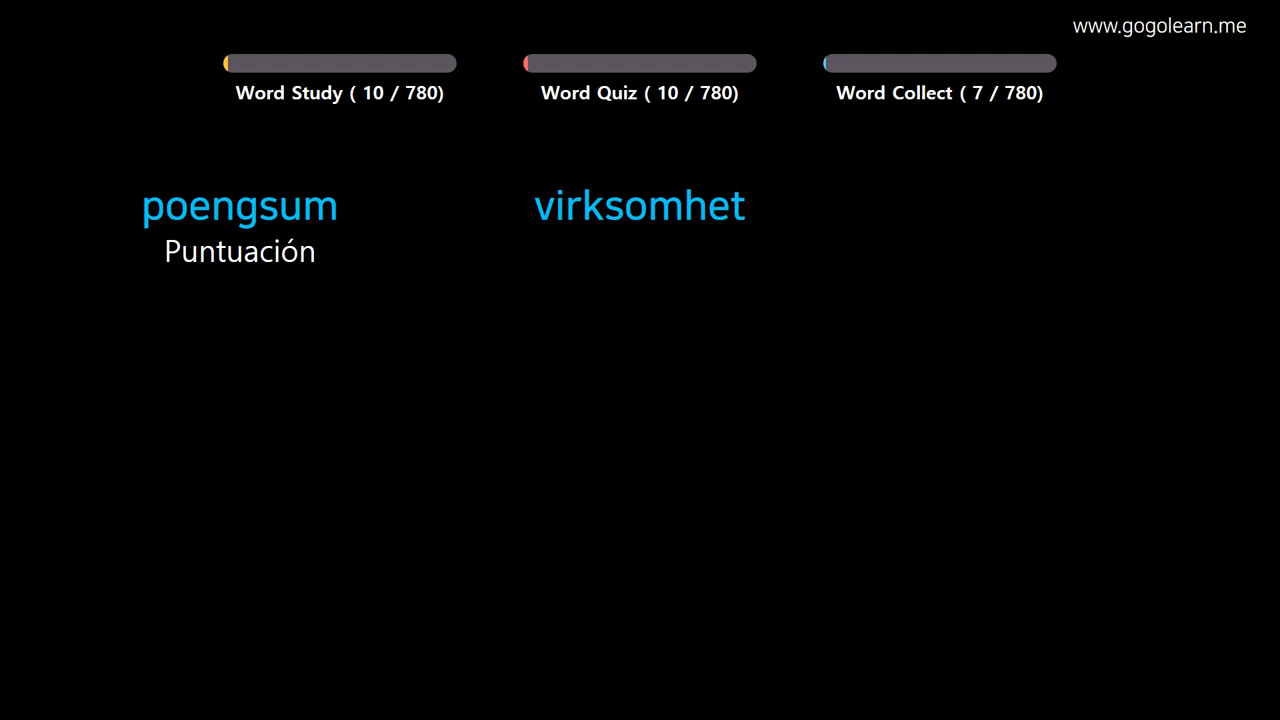 www.gogolearn.me
Word Study ( 10 / 780)
Word Quiz ( 10 / 780)
Word Collect ( 7 / 780)
poengsum
virksomhet
Puntuación